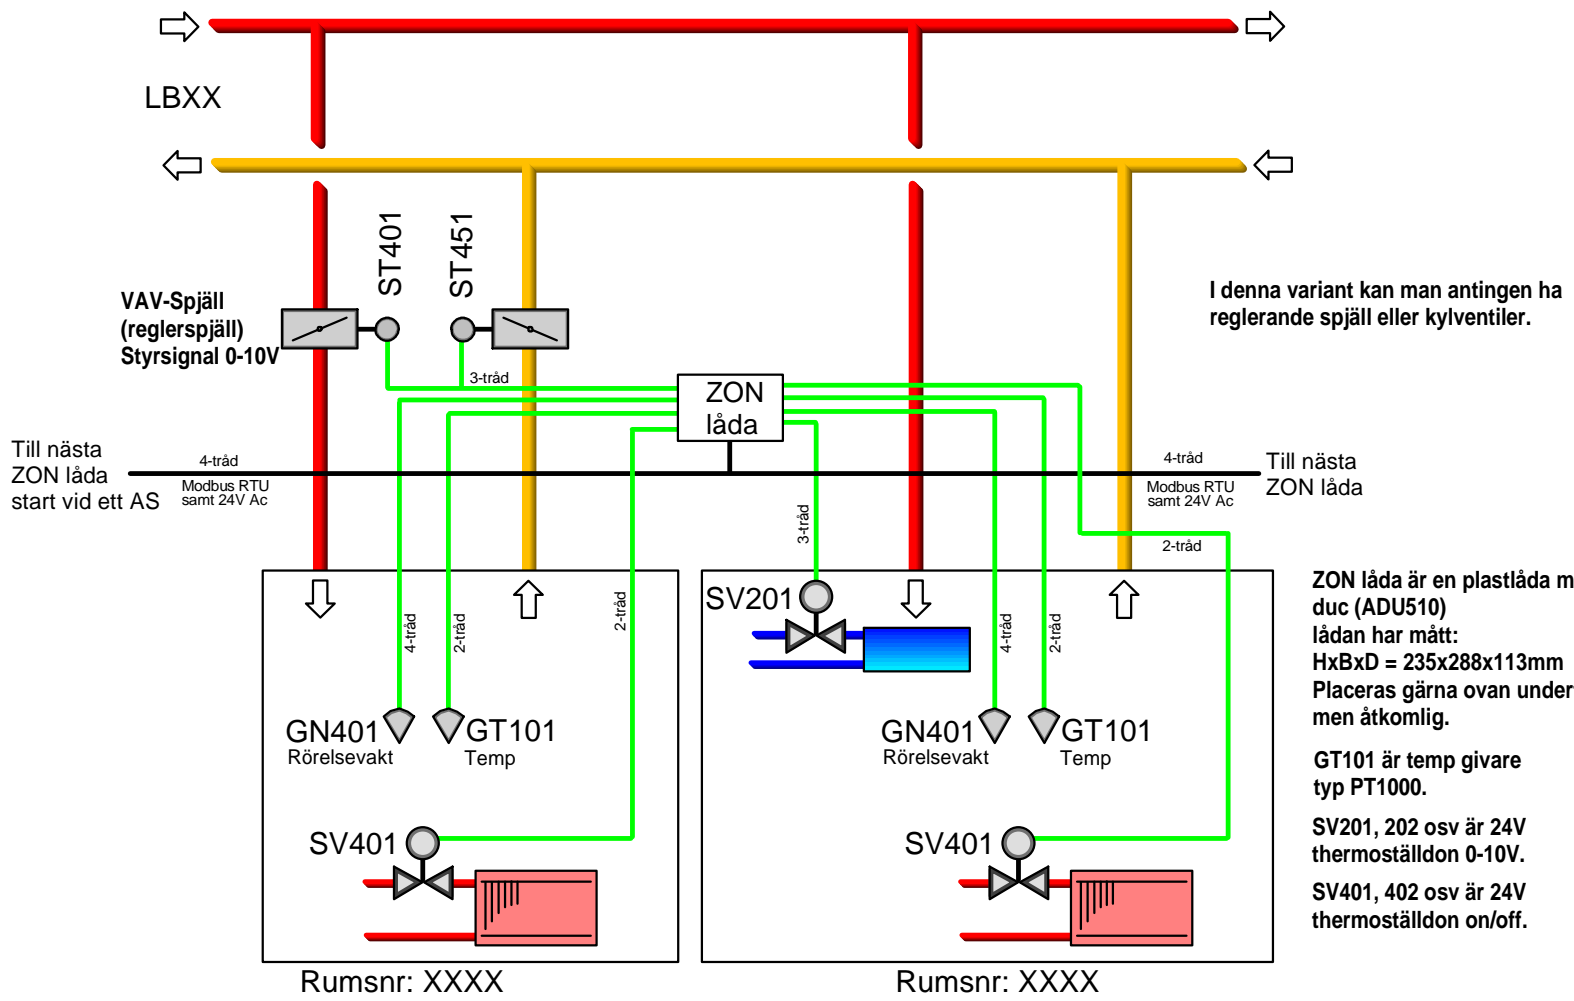 LBXX
ST401
ST451
VAV-Spjäll
(reglerspjäll)
Styrsignal 0-10V
I denna variant kan man antingen ha
reglerande spjäll eller kylventiler.
3-tråd
ZON
låda
Till nästa
ZON låda
start vid ett AS
4-tråd
Modbus RTU
samt 24V Ac
4-tråd
Modbus RTU
samt 24V Ac
Till nästa
ZON låda
3-tråd
2-tråd
4-tråd
2-tråd
2-tråd
4-tråd
2-tråd
SV201
GN401
Rörelsevakt
GT101
Temp
GN401
Rörelsevakt
GT101
Temp
SV401
SV401
ZON låda är en plastlåda m
duc (ADU510)
lådan har mått:
HxBxD = 235x288x113mm
Placeras gärna ovan under
men åtkomlig.
GT101 är temp givare
typ PT1000.
SV201, 202 osv är 24V
thermoställdon 0-10V.
SV401, 402 osv är 24V
thermoställdon on/off.
Rumsnr: XXXX
Rumsnr: XXXX